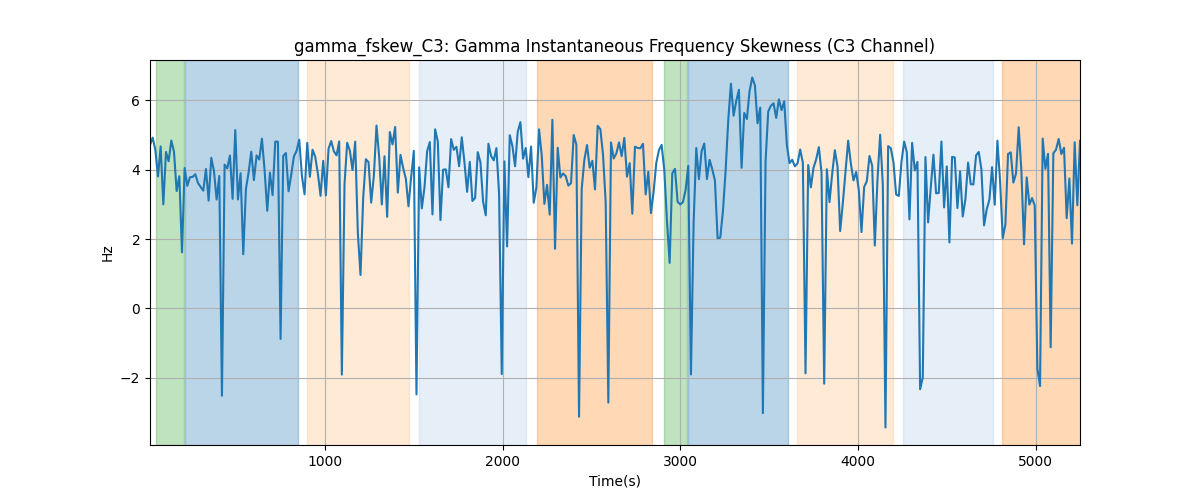 gamma_fskew_C3: Gamma Instantaneous Frequency Skewness (C3 Channel)
Hz
6
4
2
0
−2
1000 2000 3000 4000 5000
Time(s)